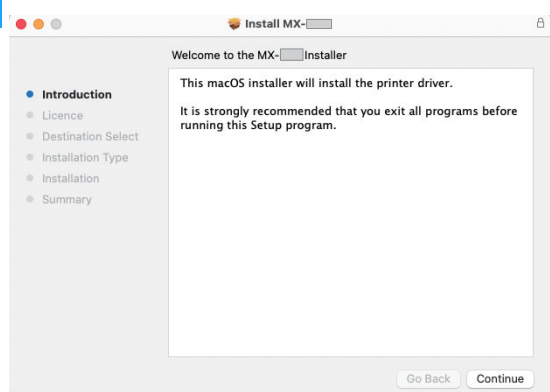 Install MX-
Welcome to the MX- Installer
This macOS installer will install the printer driver.
It is strongly recommended that you exit all programs before
running this Setup program.
Introduction
Licence
Destination Select
Installation Type
Installation
Summary
Go Back Continue